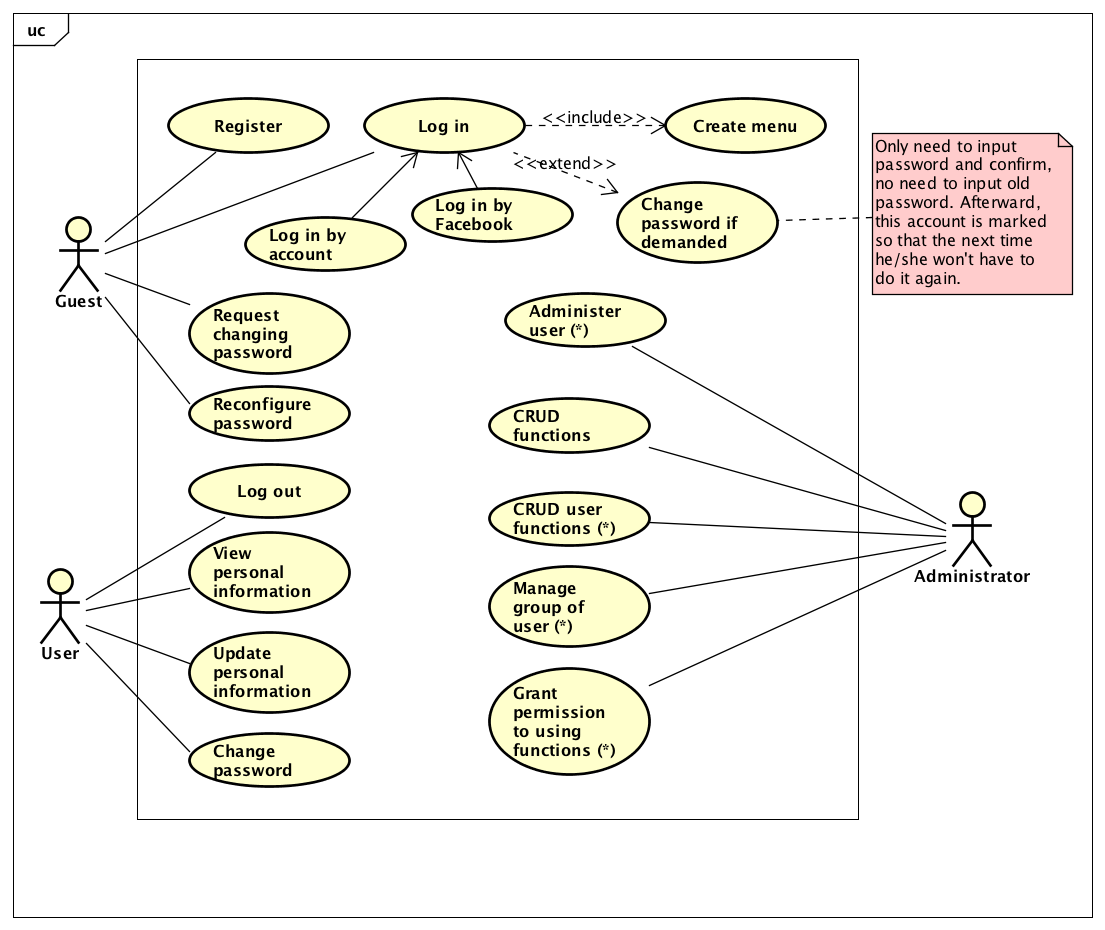 uc
Register
Log in
<<include>>
Create menu
<<extend>>
Log in by
Facebook
Log in by
account
Change
password if
demanded
Only need to input
password and confirm,
no need to input old
password. Afterward,
this account is marked
so that the next time
he/she won't have to
do it again.
Guest
Request
changing
password
Administer
user (*)
Reconfigure
password
CRUD
functions
Log out
CRUD user
functions (*)
View
personal
information
Administrator
Manage
group of
user (*)
User
Update
personal
information
Grant
permission
to using
functions (*)
Change
password